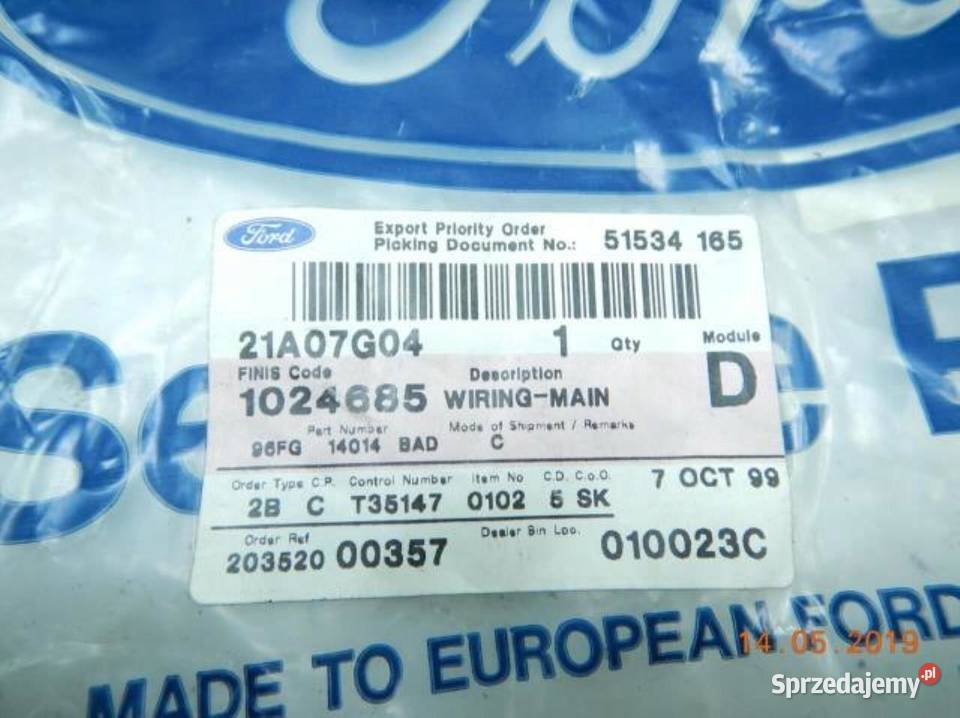 Ford
Ford
Export Priority Order
Picking Document No.: 51534 165
21A07G04 1 Qty Module
D
FINIS Code Description
1024685 WIRING-MAIN
Part Number Mode of Shipment / Remarks
96FG 14014 BAD C
Order Type C.P. Control Number Item No C.D. C.o.O.
2B C T35147 0102 5 SK 7 OCT 99
Order Ref Dealer Bin Loc.
203520 00357 010023C
MADE TO EUROPEAN FORD
14.05.2019
Sprzedajemy.pl